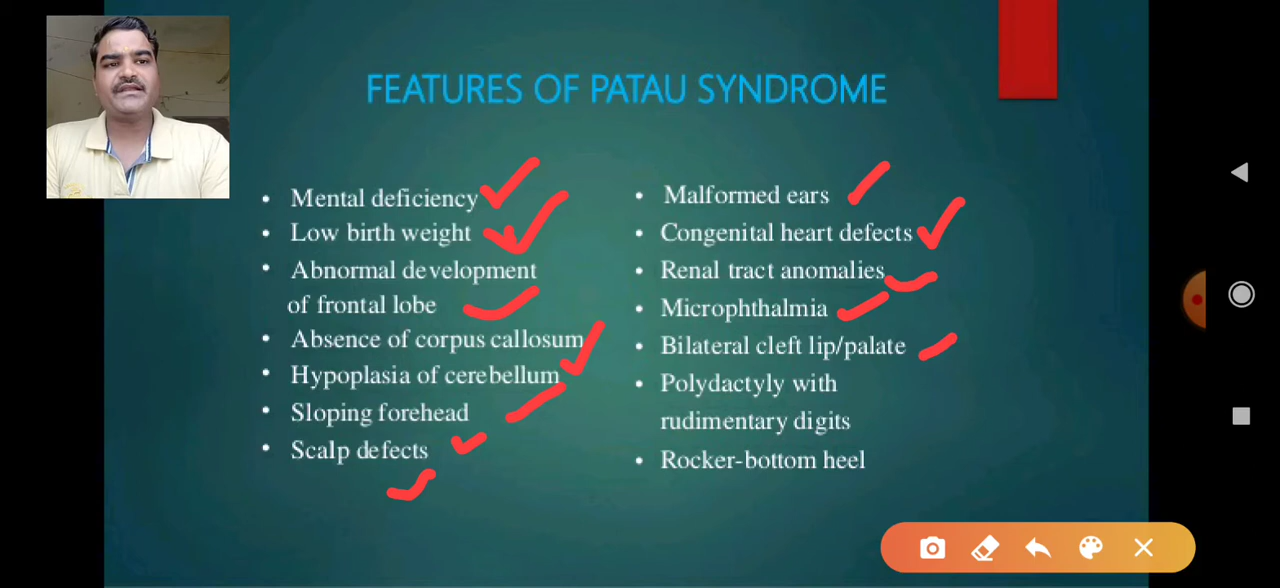 FEATURES OF PATAU SYNDROME
• Mental deficiency
• Low birth weight
• Abnormal development
of frontal lobe
• Absence of corpus callosum
• Hypoplasia of cerebellum
• Sloping forehead
• Scalp defects
• Malformed ears
• Congenital heart defects
• Renal tract anomalies
• Microphthalmia
• Bilateral cleft lip/palate
• Polydactyly with
rudimentary digits
• Rocker-bottom heel